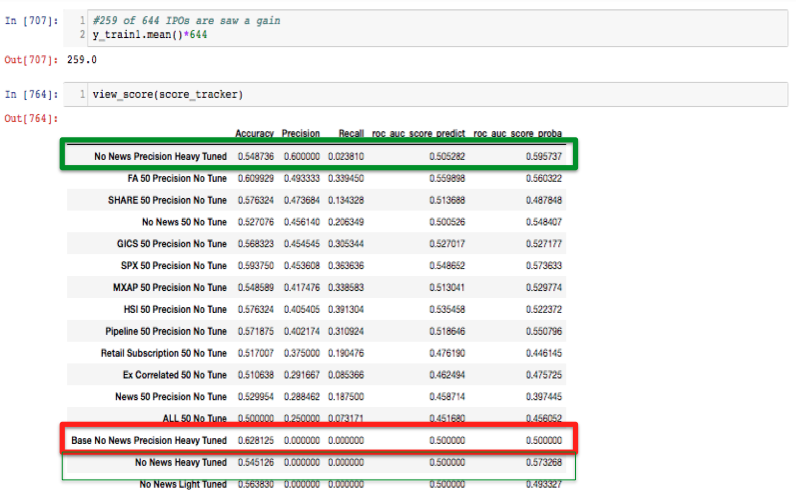 In [707]: 1 #259 of 644 IPOs are saw a gain
2 y_train1.mean()*644
Out[707]: 259.0
In [764]: 1 view_score(score_tracker)
Out[764]:
Accuracy Precision Recall roc_auc_score_predict roc_auc_score_proba
No News Precision Heavy Tuned 0.548736 0.600000 0.023810 0.505282 0.595737
FA 50 Precision No Tune 0.609929 0.493333 0.339450 0.559898 0.560322
SHARE 50 Precision No Tune 0.576324 0.473684 0.134328 0.513688 0.487848
No News 50 No Tune 0.527076 0.456140 0.206349 0.500526 0.548407
GICS 50 Precision No Tune 0.568323 0.454545 0.305344 0.527017 0.527177
SPX 50 Precision No Tune 0.593750 0.453608 0.363636 0.548652 0.573633
MXAP 50 Precision No Tune 0.548589 0.417476 0.338583 0.513041 0.529774
HSI 50 Precision No Tune 0.576324 0.405405 0.391304 0.535458 0.522372
Pipeline 50 Precision No Tune 0.571875 0.402174 0.310924 0.518646 0.550796
Retail Subscription 50 No Tune 0.517007 0.375000 0.190476 0.476190 0.446145
Ex Correlated 50 No Tune 0.510638 0.291667 0.085366 0.462494 0.475725
News 50 Precision No Tune 0.529954 0.288462 0.187500 0.458714 0.397445
ALL 50 No Tune 0.500000 0.250000 0.073171 0.451680 0.456052
Base No News Precision Heavy Tuned 0.628125 0.000000 0.000000 0.500000 0.500000
No News Heavy Tuned 0.545126 0.000000 0.000000 0.500000 0.573268
No News Light Tuned 0.563830 0.000000 0.000000 0.500000 0.493327